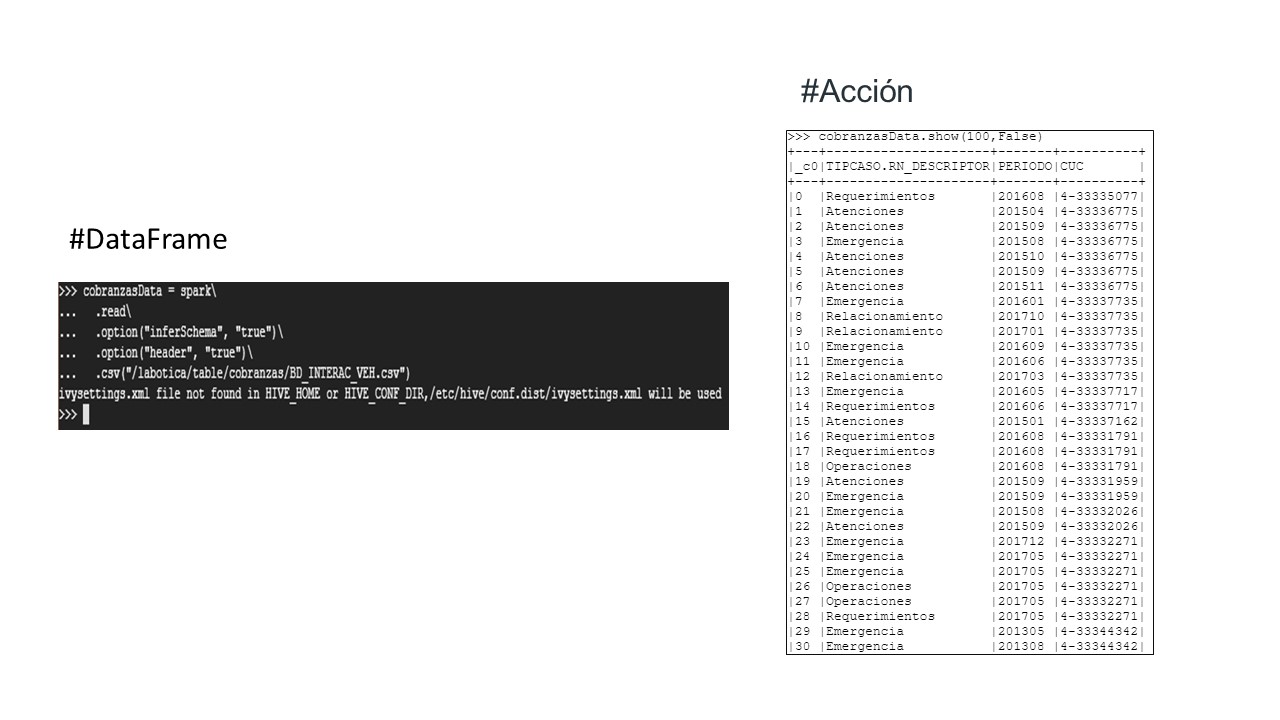 #DataFrame
>>> cobranzasData = spark\
...   .read\
...   .option("inferSchema", "true")\
...   .option("header", "true")\
...   .csv("/labotica/table/cobranzas/BD_INTERAC_VEH.csv")
ivysettings.xml file not found in HIVE_HOME or HIVE_CONF_DIR,/etc/hive/conf.dist/ivysettings.xml will be used
>>>
#Acción
>>> cobranzasData.show(100,False)
+---+---------------------+-------+----------+
|_c0|TIPCASO.RN_DESCRIPTOR|PERIODO|CUC       |
+---+---------------------+-------+----------+
|0  |Requerimientos       |201608 |4-33335077|
|1  |Atenciones           |201504 |4-33336775|
|2  |Atenciones           |201509 |4-33336775|
|3  |Emergencia           |201508 |4-33336775|
|4  |Atenciones           |201510 |4-33336775|
|5  |Atenciones           |201509 |4-33336775|
|6  |Atenciones           |201511 |4-33336775|
|7  |Emergencia           |201601 |4-33337735|
|8  |Relacionamiento      |201710 |4-33337735|
|9  |Relacionamiento      |201701 |4-33337735|
|10 |Emergencia           |201609 |4-33337735|
|11 |Emergencia           |201606 |4-33337735|
|12 |Relacionamiento      |201703 |4-33337735|
|13 |Emergencia           |201605 |4-33337717|
|14 |Requerimientos       |201606 |4-33337717|
|15 |Atenciones           |201501 |4-33337162|
|16 |Requerimientos       |201608 |4-33331791|
|17 |Requerimientos       |201608 |4-33331791|
|18 |Operaciones          |201608 |4-33331791|
|19 |Atenciones           |201509 |4-33331959|
|20 |Emergencia           |201509 |4-33331959|
|21 |Emergencia           |201508 |4-33332026|
|22 |Atenciones           |201509 |4-33332026|
|23 |Emergencia           |201712 |4-33332271|
|24 |Emergencia           |201705 |4-33332271|
|25 |Emergencia           |201705 |4-33332271|
|26 |Operaciones          |201705 |4-33332271|
|27 |Operaciones          |201705 |4-33332271|
|28 |Requerimientos       |201705 |4-33332271|
|29 |Emergencia           |201305 |4-33344342|
|30 |Emergencia           |201308 |4-33344342|